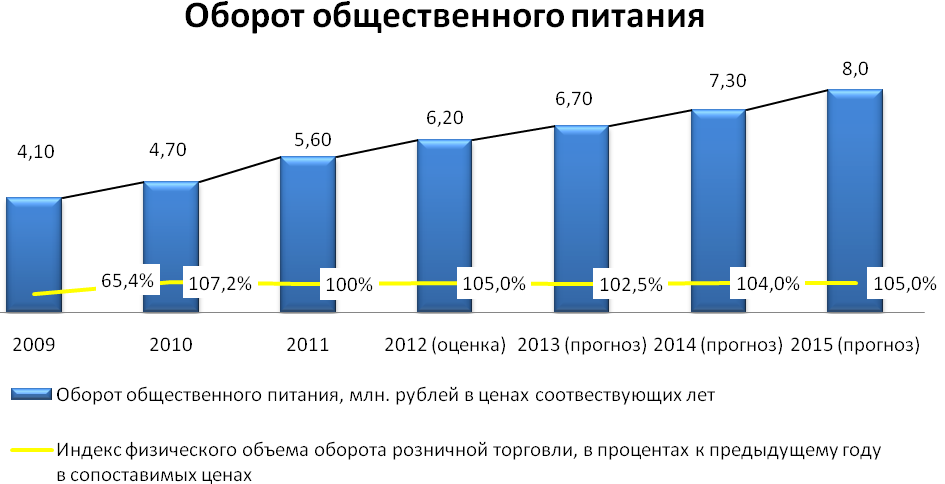 Оборот общественного питания
4,10
4,70
5,60
6,20
6,70
7,30
8,0
65,4%
107,2%
100%
105,0%
102,5%
104,0%
105,0%
2009
2010
2011
2012 (оценка)
2013 (прогноз)
2014 (прогноз)
2015 (прогноз)
Оборот общественного питания, млн. рублей в ценах соотвествующих лет
Индекс физического объема оборота розничной торговли, в процентах к предыдущему году
в сопоставимых ценах